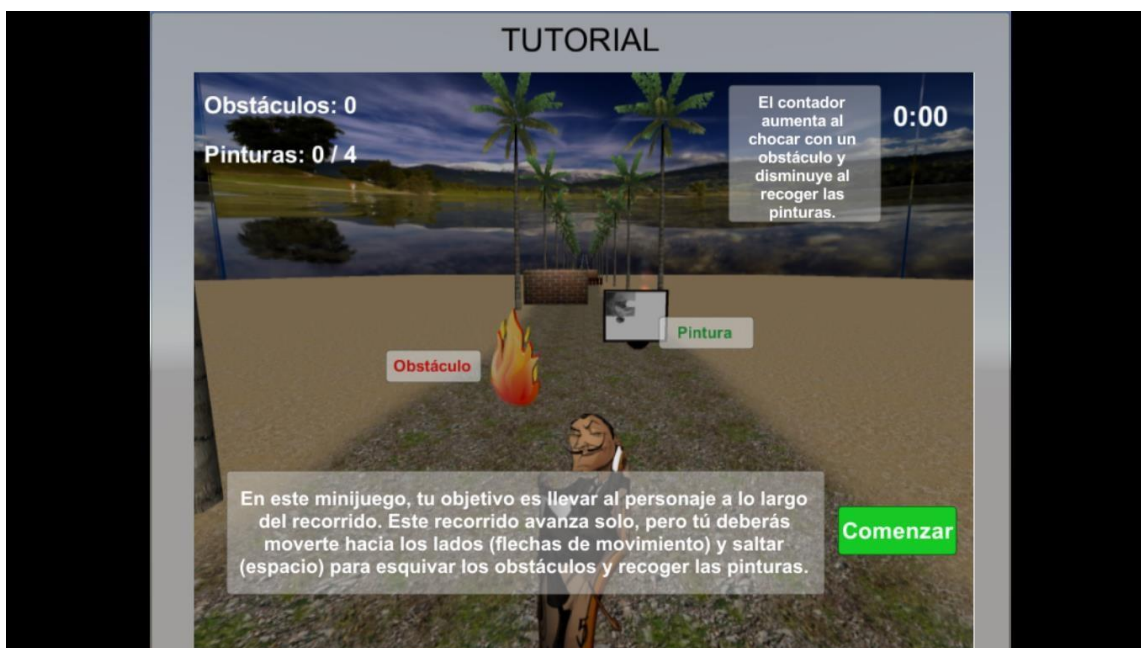 TUTORIAL
Obstáculos: 0
Pinturas: 0 / 4
El contador
aumenta al
chocar con un
obstáculo y
disminuye al
recoger las
pinturas.
0:00
Pintura
Obstáculo
En este minijuego, tu objetivo es llevar al personaje a lo largo
del recorrido. Este recorrido avanza solo, pero tú deberás
moverte hacia los lados (flechas de movimiento) y saltar
(espacio) para esquivar los obstáculos y recoger las pinturas.
Comenzar